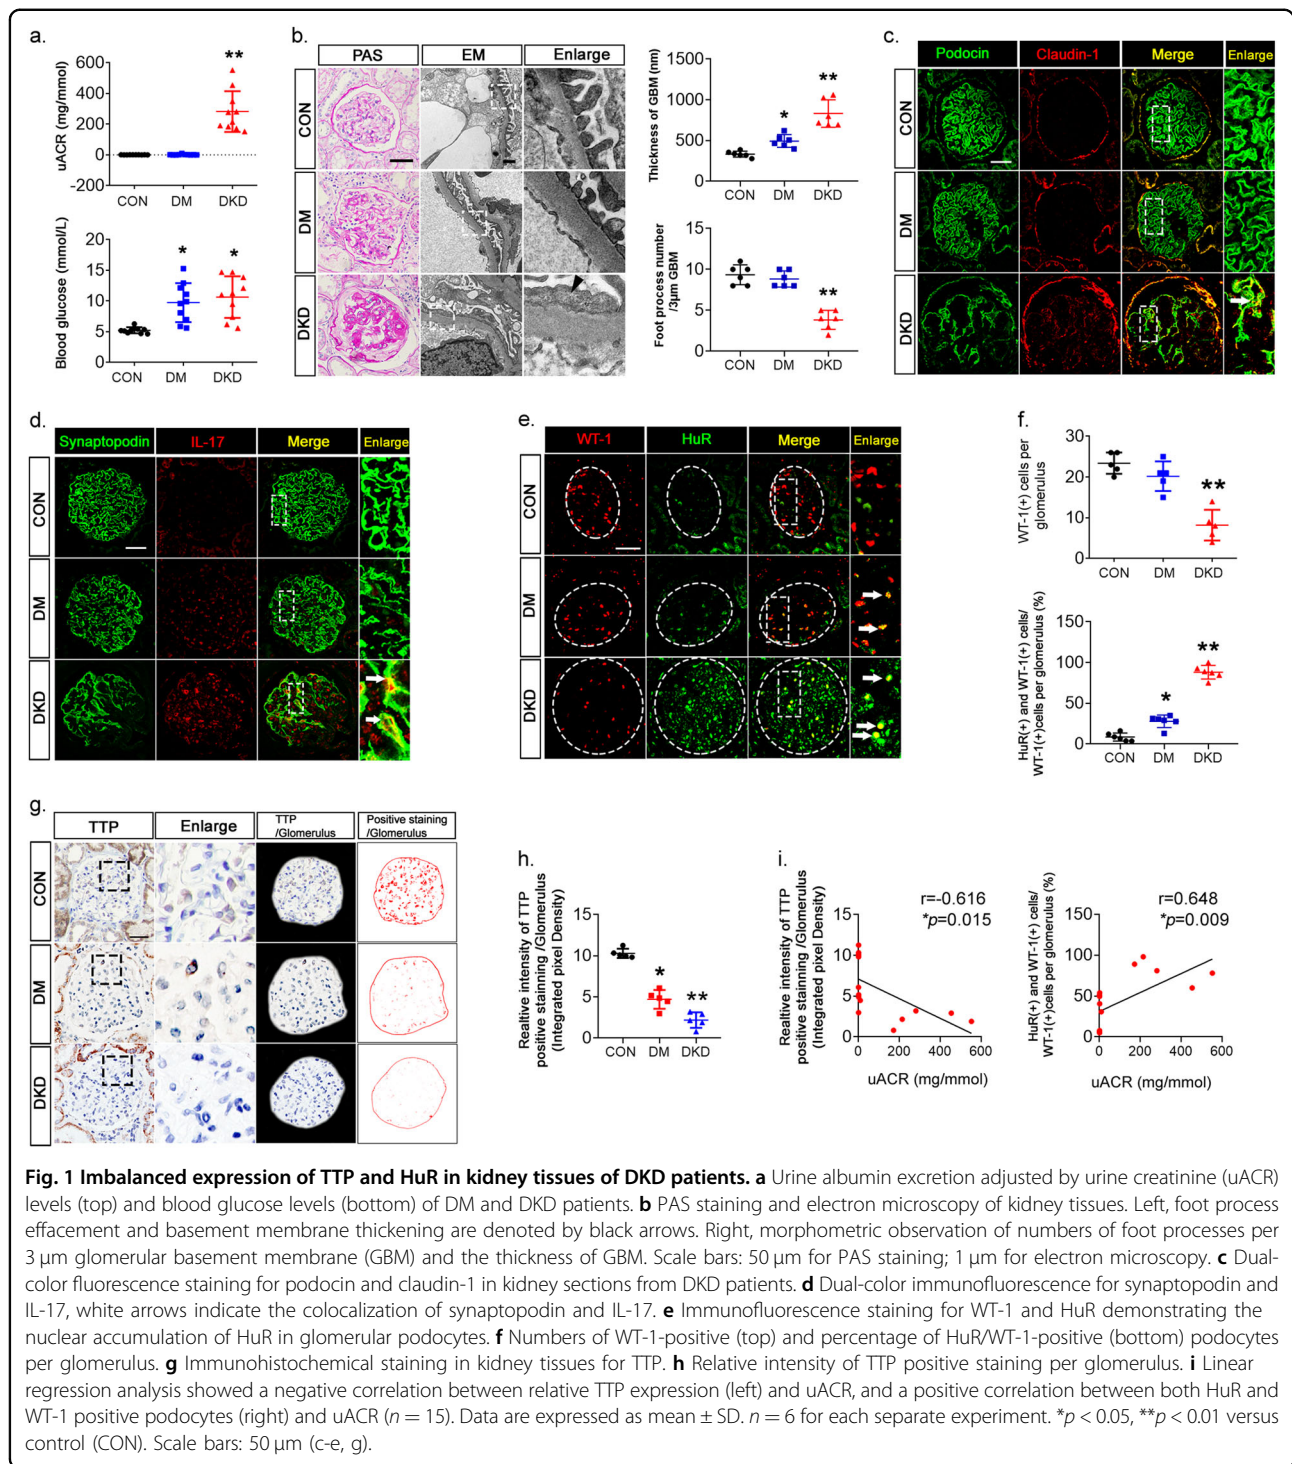 a.
uACR (mg/mmol)
600
400
200
0
-200
**
CON DM DKD
Blood glucose (mmol/L)
20
15
10
5
0
* *
CON DM DKD
b.
PAS EM Enlarge
CON
DM
DKD
Thickness of GBM (nm)
1500
1000
500
0
* **
CON DM DKD
Foot process number
/3μm GBM
15
10
5
0
**
CON DM DKD
c.
Podocin Claudin-1 Merge Enlarge
CON
DM
DKD
d.
Synaptopodin IL-17 Merge Enlarge
CON
DM
DKD
e.
WT-1 HuR Merge Enlarge
CON
DM
DKD
f.
WT-1(+) cells per
glomerulus
30
20
10
0
**
CON DM DKD
HuR(+) and WT-1(+) cells/
WT-1(+)cells per glomerulus (%)
150
100
50
0
* **
CON DM DKD
g.
TTP Enlarge TTP
/Glomerulus Positive staining
/Glomerulus
CON
DM
DKD
h.
Realtive intensity of TTP
positive stainning /Glomerulus
(Integrated pixel Density)
15
10
5
0
* **
CON DM DKD
i.
r=-0.616
*p=0.015
Realtive intensity of TTP
positive stainning /Glomerulus
(Integrated pixel Density)
15
10
5
0
0 200 400 600
uACR (mg/mmol)
r=0.648
*p=0.009
HuR(+) and WT-1(+) cells/
WT-1(+)cells per glomerulus (%)
150
100
50
0
0 200 400 600
uACR (mg/mmol)
Fig. 1 Imbalanced expression of TTP and HuR in kidney tissues of DKD patients. a Urine albumin excretion adjusted by urine creatinine (uACR)
levels (top) and blood glucose levels (bottom) of DM and DKD patients. b PAS staining and electron microscopy of kidney tissues. Left, foot process
effacement and basement membrane thickening are denoted by black arrows. Right, morphometric observation of numbers of foot processes per
3 μm glomerular basement membrane (GBM) and the thickness of GBM. Scale bars: 50 μm for PAS staining; 1 μm for electron microscopy. c Dual-
color fluorescence staining for podocin and claudin-1 in kidney sections from DKD patients. d Dual-color immunofluorescence for synaptopodin and
IL-17, white arrows indicate the colocalization of synaptopodin and IL-17. e Immunofluorescence staining for WT-1 and HuR demonstrating the
nuclear accumulation of HuR in glomerular podocytes. f Numbers of WT-1-positive (top) and percentage of HuR/WT-1-positive (bottom) podocytes
per glomerulus. g Immunohistochemical staining in kidney tissues for TTP. h Relative intensity of TTP positive staining per glomerulus. i Linear
regression analysis showed a negative correlation between relative TTP expression (left) and uACR, and a positive correlation between both HuR and
WT-1 positive podocytes (right) and uACR (n = 15). Data are expressed as mean ± SD. n = 6 for each separate experiment. *p < 0.05, **p < 0.01 versus
control (CON). Scale bars: 50 μm (c-e, g).